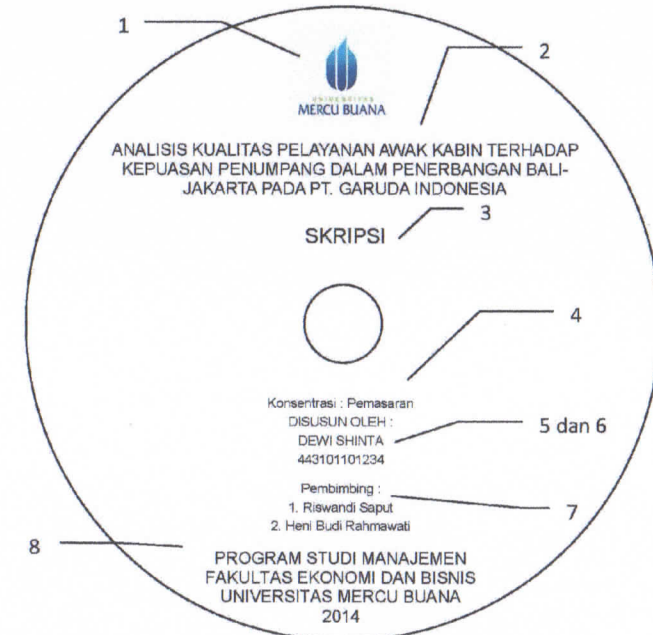 1
2
UNIVERSITAS
MERCU BUANA
ANALISIS KUALITAS PELAYANAN AWAK KABIN TERHADAP
KEPUASAN PENUMPANG DALAM PENERBANGAN BALI-
JAKARTA PADA PT. GARUDA INDONESIA
3
SKRIPSI
4
Konsentrasi : Pemasaran
DISUSUN OLEH :
5 dan 6
DEWI SHINTA
443101101234
Pembimbing :
7
1. Riswandi Saput
2. Heni Budi Rahmawati
8
PROGRAM STUDI MANAJEMEN
FAKULTAS EKONOMI DAN BISNIS
UNIVERSITAS MERCU BUANA
2014